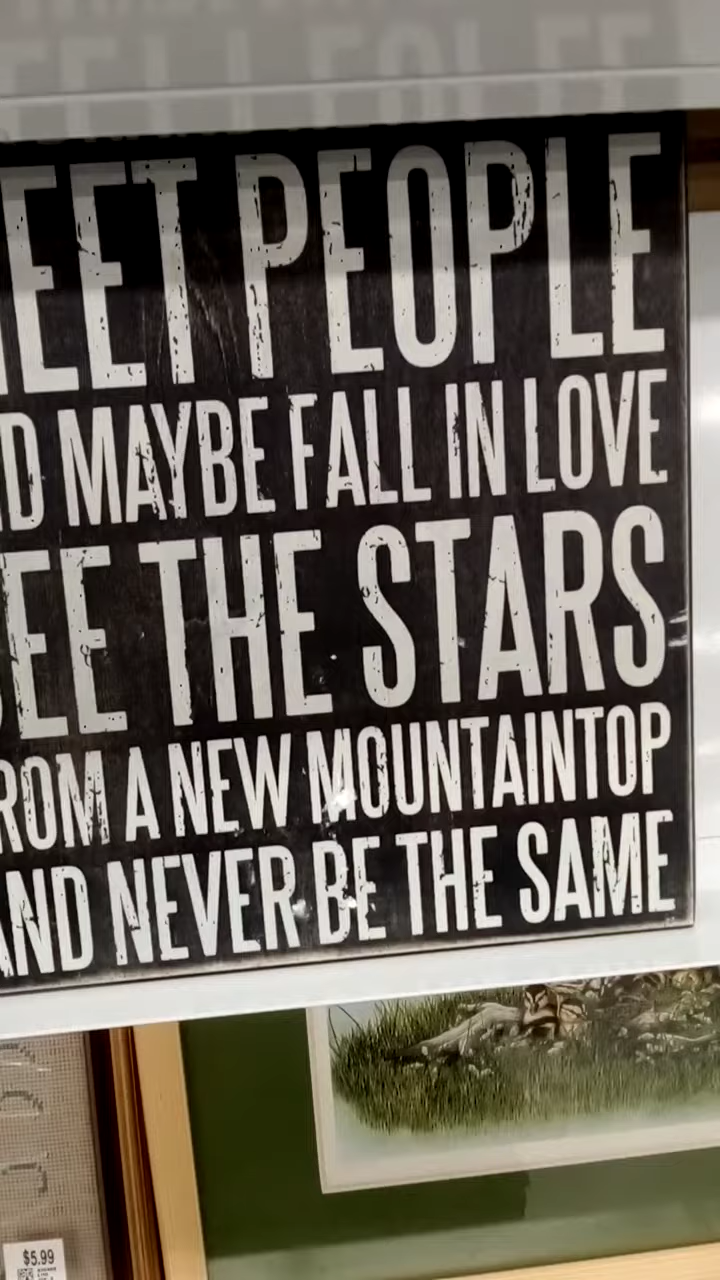 EET PEOPLE
D MAYBE FALL IN LOVE
EE THE STARS
ROM A NEW MOUNTAINTOP
AND NEVER BE THE SAME
$5.99